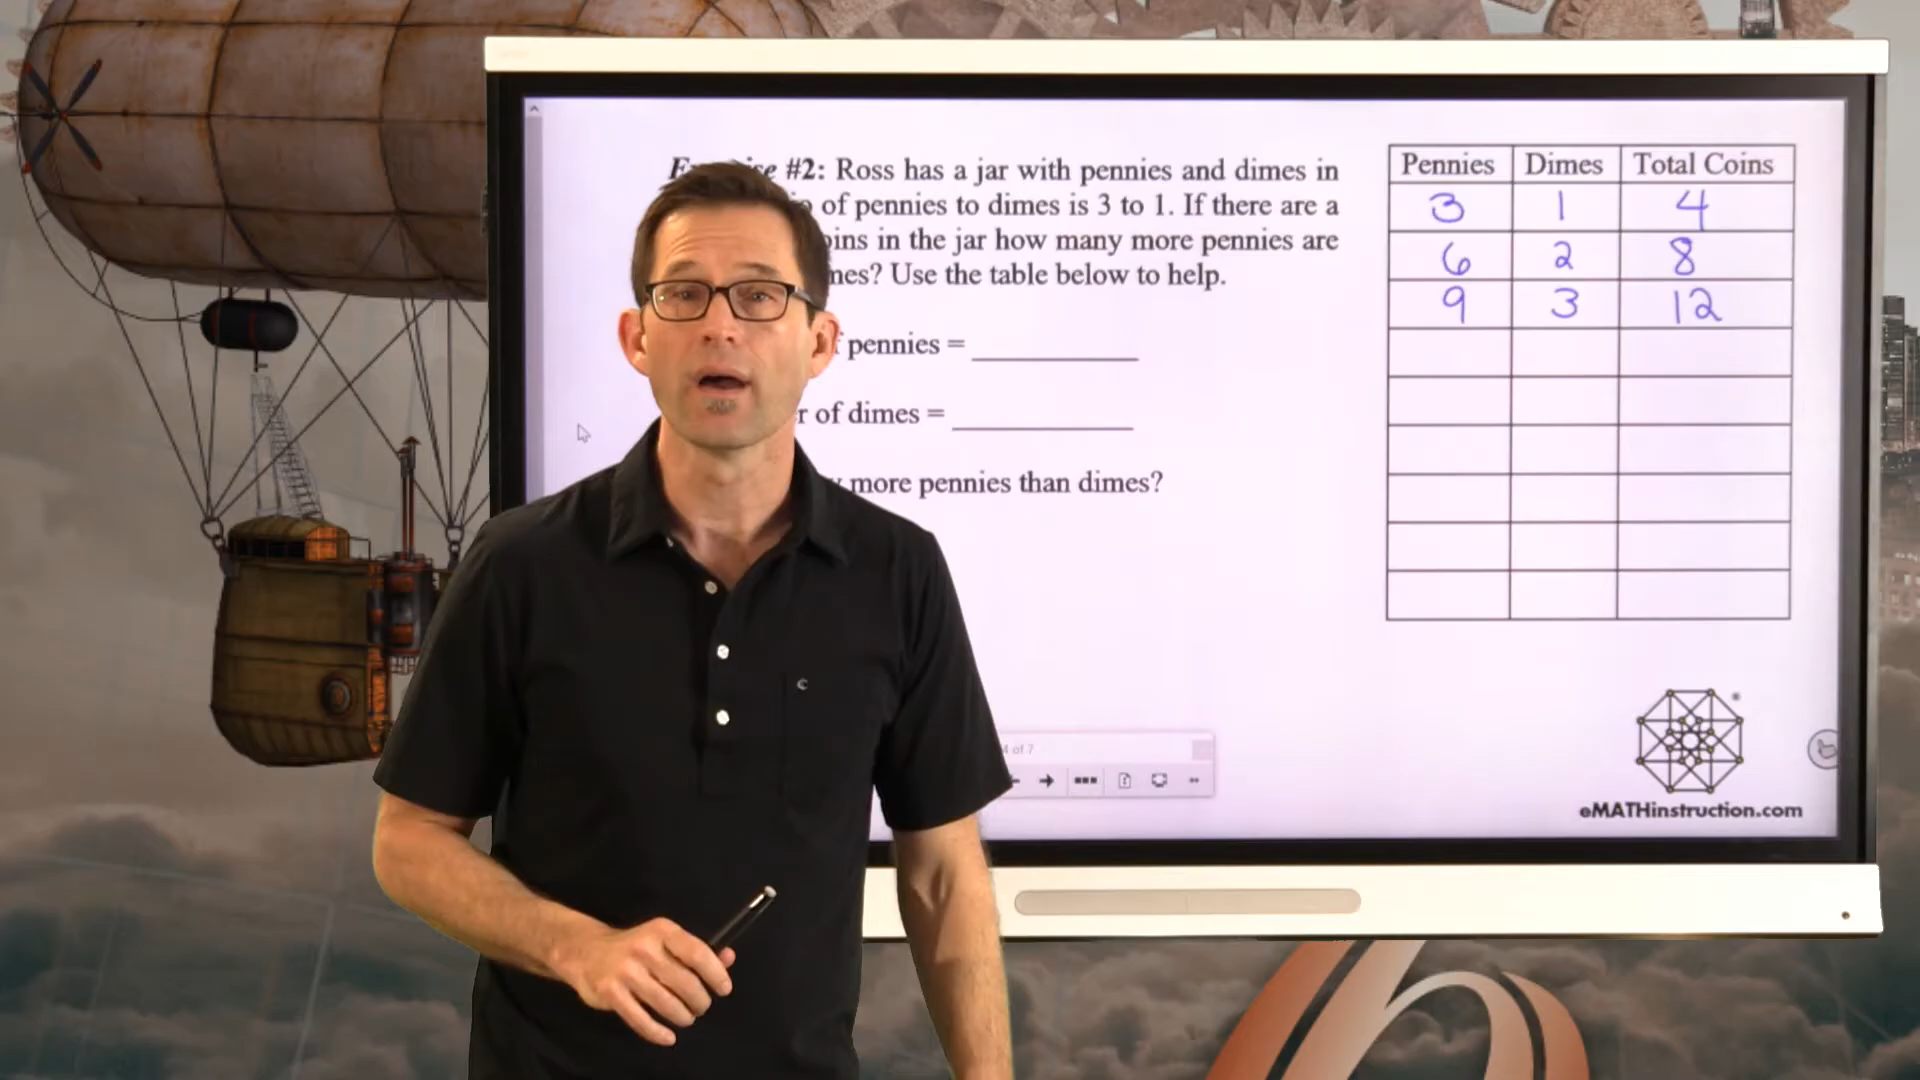 #2: Ross has a jar with pennies and dimes in
of pennies to dimes is 3 to 1. If there are a
in the jar how many more pennies are
Use the table below to help.
pennies =
of dimes =
more pennies than dimes?
Pennies Dimes Total Coins
3 1 4
6 2 8
9 3 12
of 7
eMATHinstruction.com